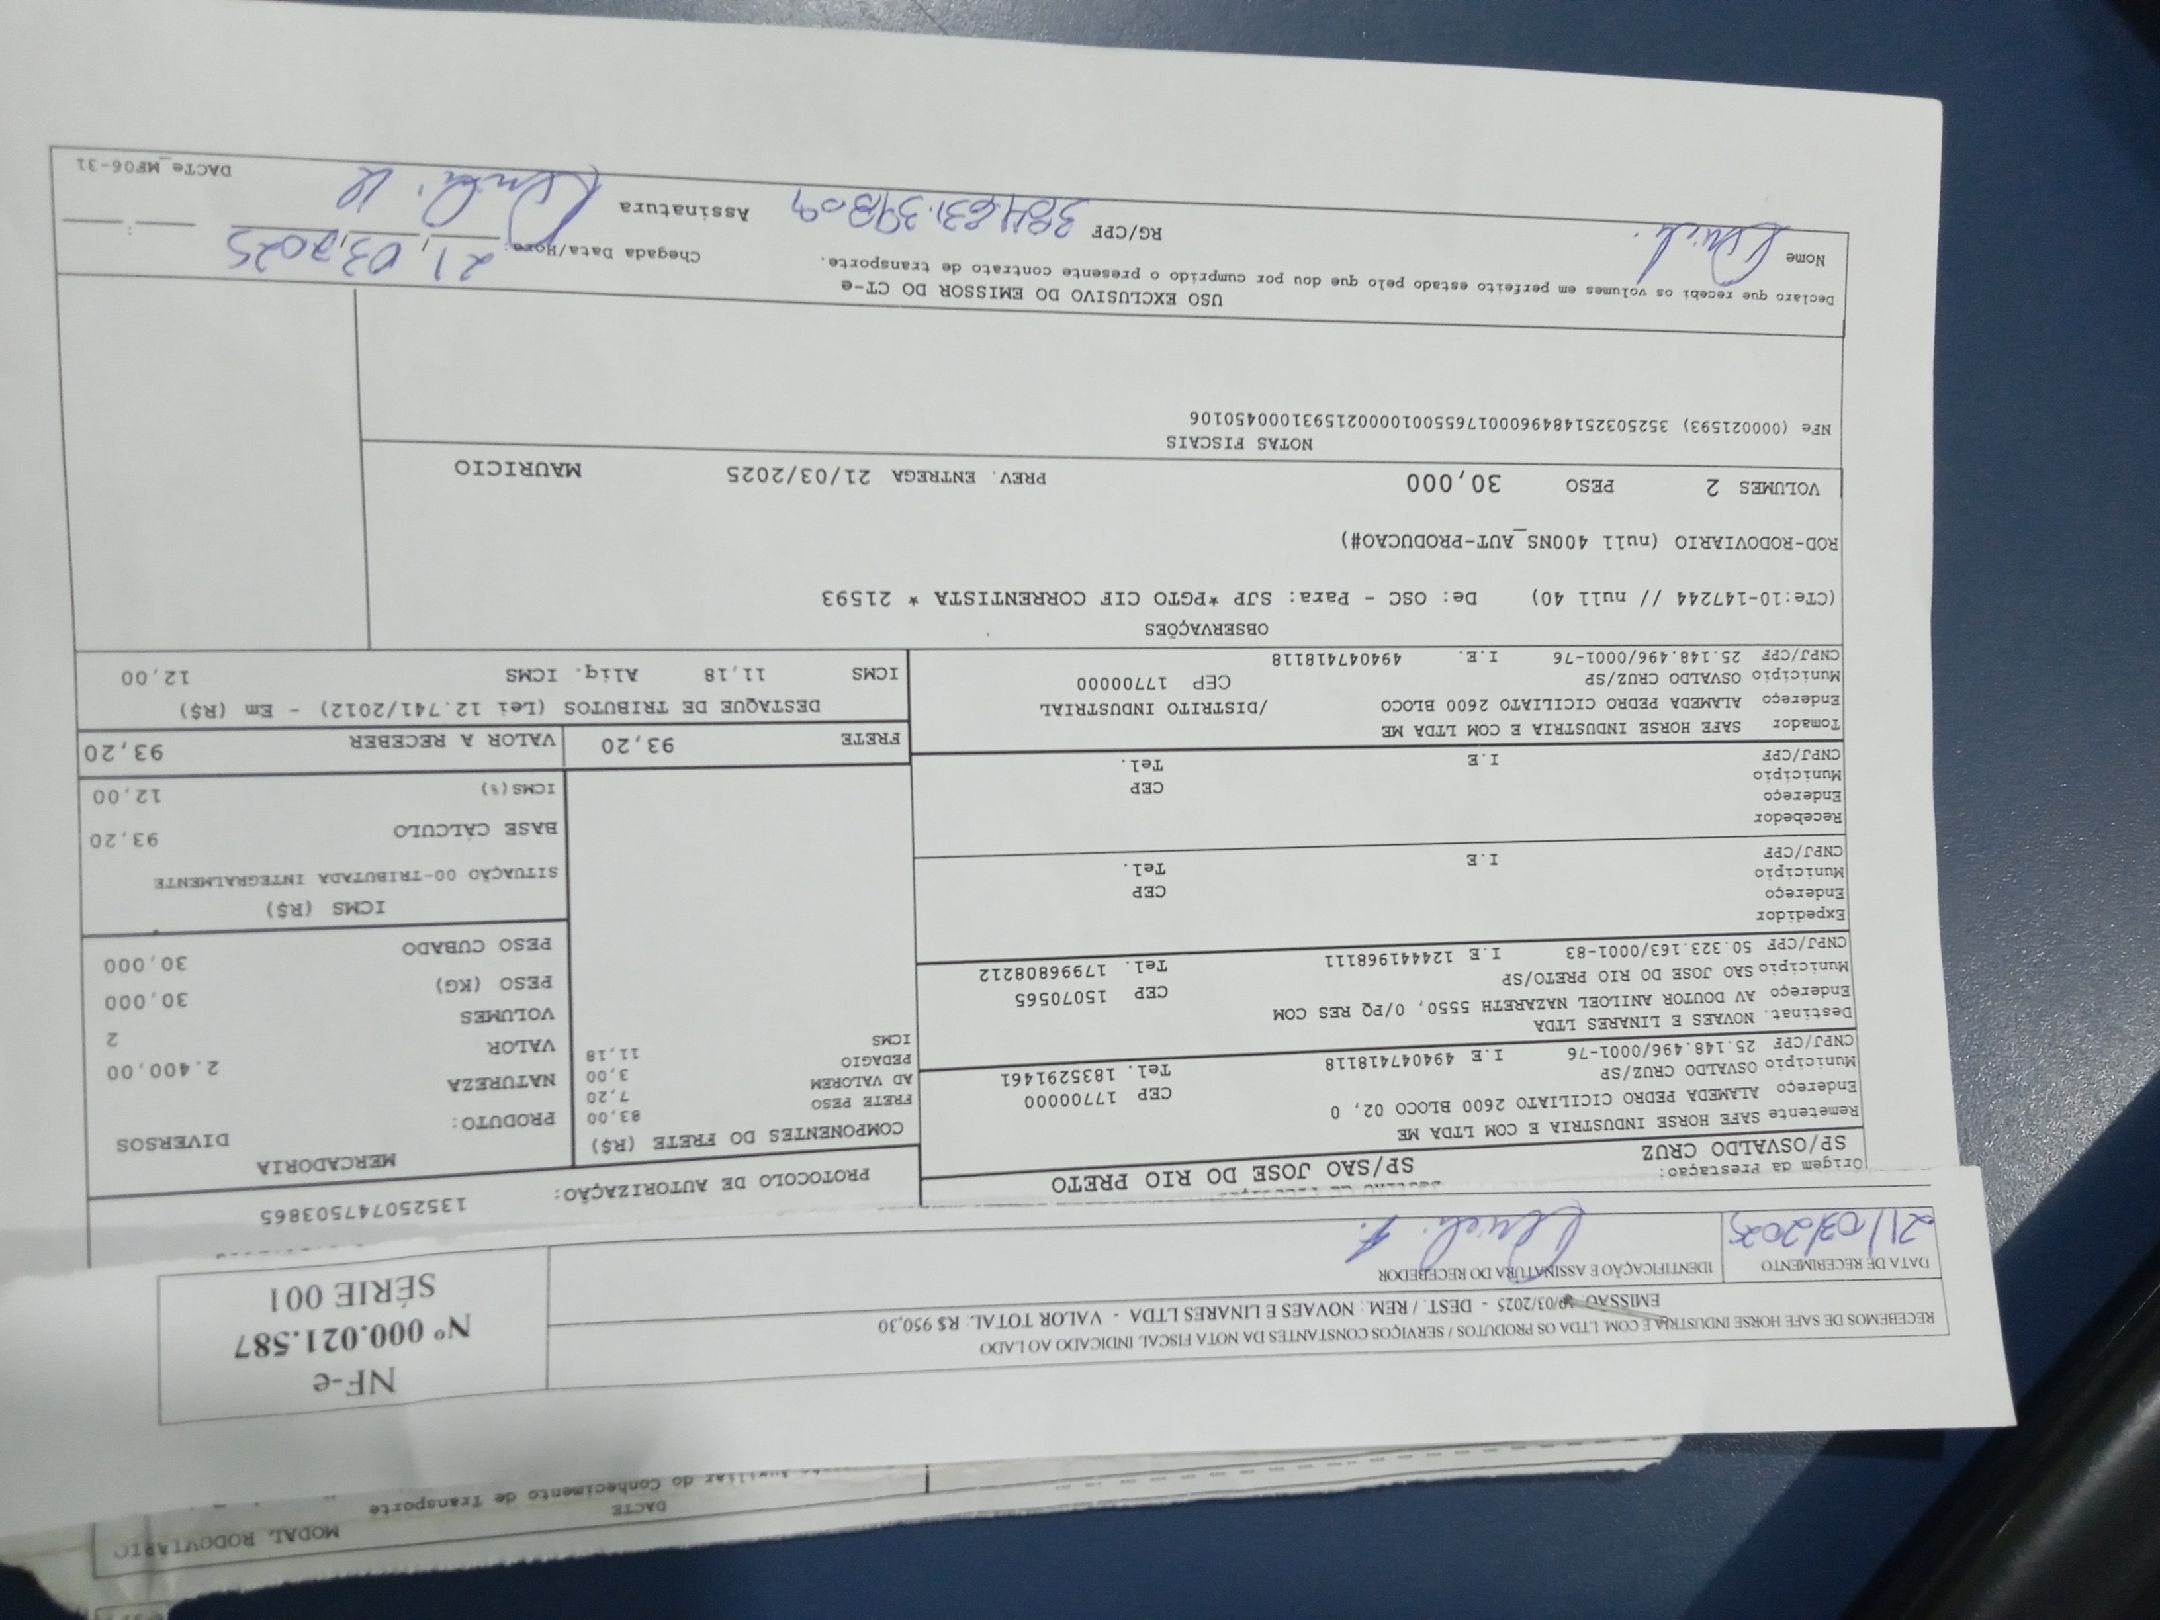 MODAL RODOVIARIO
DACTE
Auxiliar do Conhecimento de Transporte
NF-e
Nº 000.021.587
SÉRIE 001
RECEBEMOS DE SAFE HORSE INDUSTRIA E COM. LTDA OS PRODUTOS / SERVIÇOS CONSTANTES DA NOTA FISCAL INDICADO AO LADO
EMISSAO: /03/2025 - DEST. / REM.: NOVAES E LINARES LTDA - VALOR TOTAL: R$ 950,30
DATA DE RECEBIMENTO
21/03/2025
IDENTIFICAÇÃO E ASSINATURA DO RECEBEDOR
Origem da Prestação:
SP/OSVALDO CRUZ
SP/SAO JOSE DO RIO PRETO
PROTOCOLO DE AUTORIZAÇÃO: 135250747503865
Remetente SAFE HORSE INDUSTRIA E COM LTDA ME
Endereço ALAMEDA PEDRO CICILIATO 2600 BLOCO 02, 0
Município OSVALDO CRUZ/SP CEP 17700000
CNPJ/CPF 25.148.496/0001-76 I.E 494047418118 Tel. 1835291461
Destinat. NOVAES E LINARES LTDA
Endereço AV DOUTOR ANILOEL NAZARETH 5550, 0/PQ RES COM
Município SAO JOSE DO RIO PRETO/SP CEP 15070565
CNPJ/CPF 50.323.163/0001-83 I.E 124441968111 Tel. 17996808212
Expedidor
Endereço
Município CEP
CNPJ/CPF I.E Tel.
Recebedor
Endereço
Município CEP
CNPJ/CPF I.E Tel.
Tomador SAFE HORSE INDUSTRIA E COM LTDA ME
Endereço ALAMEDA PEDRO CICILIATO 2600 BLOCO /DISTRITO INDUSTRIAL
Município OSVALDO CRUZ/SP CEP 17700000
CNPJ/CPF 25.148.496/0001-76 I.E. 494047418118
COMPONENTES DO FRETE (R$)
FRETE PESO 83,00
AD VALOREM 7,20
PEDAGIO 3,00
ICMS 11,18
MERCADORIA
PRODUTO: DIVERSOS
NATUREZA
VALOR 2.400,00
VOLUMES 2
PESO (KG) 30,000
PESO CUBADO 30,000
ICMS (R$)
SITUAÇÃO 00-TRIBUTADA INTEGRALMENTE
BASE CÁLCULO 93,20
ICMS(%) 12,00
FRETE 93,20 VALOR A RECEBER 93,20
DESTAQUE DE TRIBUTOS (Lei 12.741/2012) - Em (R$)
ICMS 11,18 Aliq. ICMS 12,00
OBSERVAÇÕES
(CTe:10-147244 // null 40) De: OSC - Para: SJP *PGTO CIF CORRENTISTA * 21593
ROD-RODOVIARIO (null 400NS_AUT-PRODUCAO#)
VOLUMES 2 PESO 30,000 PREV. ENTREGA 21/03/2025 MAURICIO
NOTAS FISCAIS
NFe (000021593) 35250325148496000176550010000215931000450106
USO EXCLUSIVO DO EMISSOR DO CT-e
Declaro que recebi os volumes em perfeito estado pelo que dou por cumprido o presente contrato de transporte.
Chegada Data/Hora: 21/03/2025
Nome
RG/CPF
Assinatura
DACTe_MF06-31